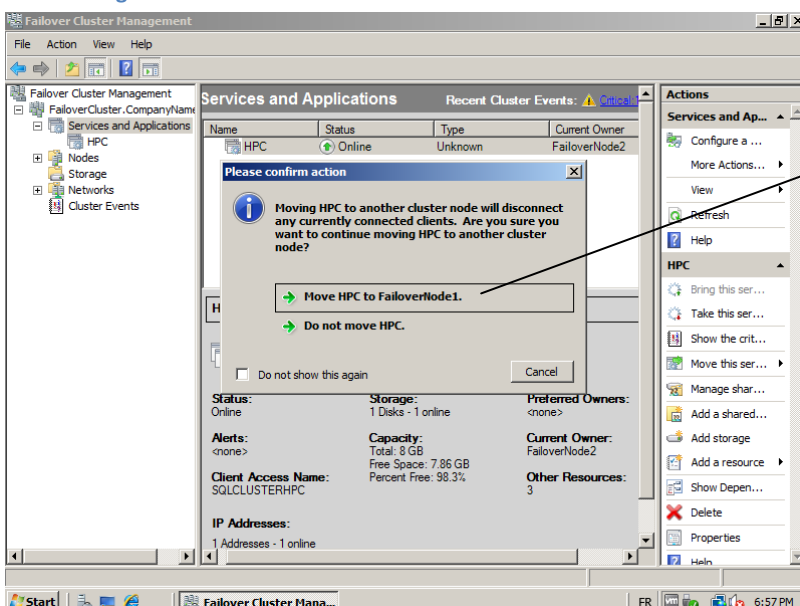 Failover Cluster Management
File Action View Help
Failover Cluster Management
FailoverCluster.CompanyName
Services and Applications
HPC
Nodes
Storage
Networks
Cluster Events
Services and Applications Recent Cluster Events: Critical:1
Name Status Type Current Owner
HPC Online Unknown FailoverNode2
Please confirm action
Moving HPC to another cluster node will disconnect
any currently connected clients. Are you sure you
want to continue moving HPC to another cluster
node?
Move HPC to FailoverNode1.
Do not move HPC.
Do not show this again
Cancel
H
Status: Storage: Preferred Owners:
Online 1 Disks - 1 online <none>
Alerts: Capacity: Current Owner:
<none> Total: 8 GB FailoverNode2
Free Space: 7.86 GB
Client Access Name: Percent Free: 98.3% Other Resources:
SQLCLUSTERHPC 3
IP Addresses:
1 Addresses - 1 online
Actions
Services and Ap...
Configure a ...
More Actions...
View
Refresh
Help
HPC
Bring this ser...
Take this ser...
Show the crit...
Move this ser...
Manage shar...
Add a shared...
Add storage
Add a resource
Show Depen...
Delete
Properties
Help
Start Failover Cluster Mana... FR 6:57 PM